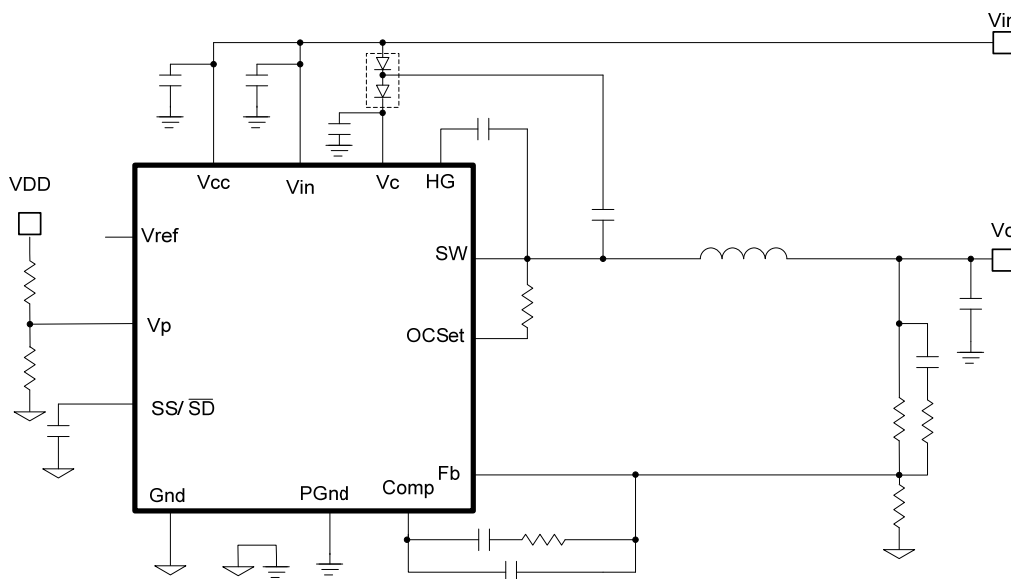 Vin
Vcc
Vin
Vc
HG
VDD
Vref
SW
Vp
OCSet
SS/ SD
Fb
Comp
Gnd
PGnd